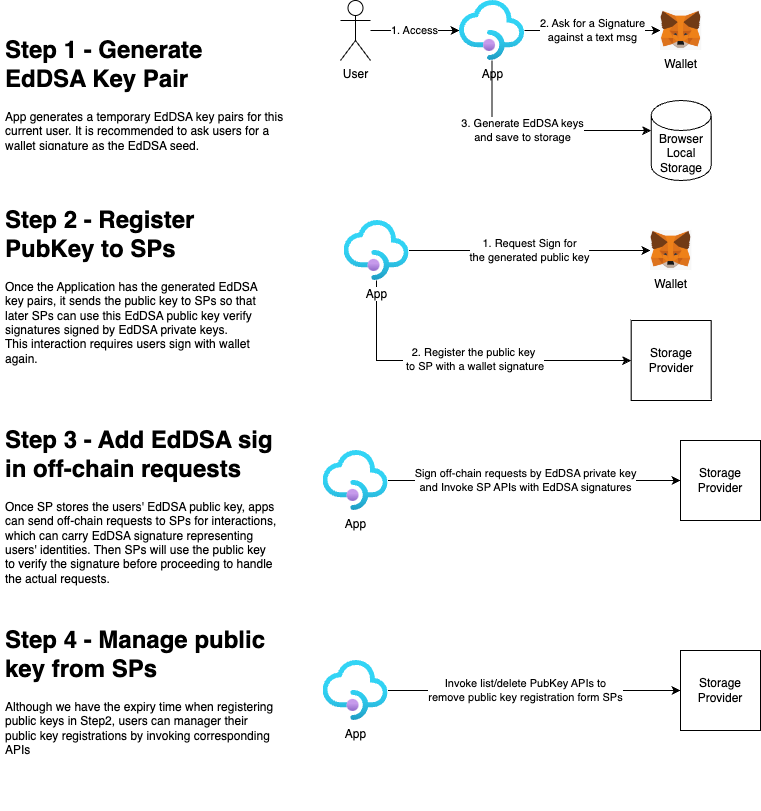 Step 1 - Generate
EdDSA Key Pair
App generates a temporary EdDSA key pairs for this
current user. It is recommended to ask users for a
wallet signature as the EdDSA seed.
User
1. Access
App
2. Ask for a Signature
against a text msg
Wallet
3. Generate EdDSA keys
and save to storage
Browser
Local
Storage
Step 2 - Register
PubKey to SPs
Once the Application has the generated EdDSA
key pairs, it sends the public key to SPs so that
later SPs can use this EdDSA public key verify
signatures signed by EdDSA private keys.
This interaction requires users sign with wallet
again.
App
1. Request Sign for
the generated public key
Wallet
2. Register the public key
to SP with a wallet signature
Storage
Provider
Step 3 - Add EdDSA sig
in off-chain requests
Once SP stores the users' EdDSA public key, apps
can send off-chain requests to SPs for interactions,
which can carry EdDSA signature representing
users' identities. Then SPs will use the public key
to verify the signature before proceeding to handle
the actual requests.
App
Sign off-chain requests by EdDSA private key
and Invoke SP APIs with EdDSA signatures
Storage
Provider
Step 4 - Manage public
key from SPs
Although we have the expiry time when registering
public keys in Step2, users can manager their
public key registrations by invoking corresponding
APIs
App
Invoke list/delete PubKey APIs to
remove public key registration form SPs
Storage
Provider